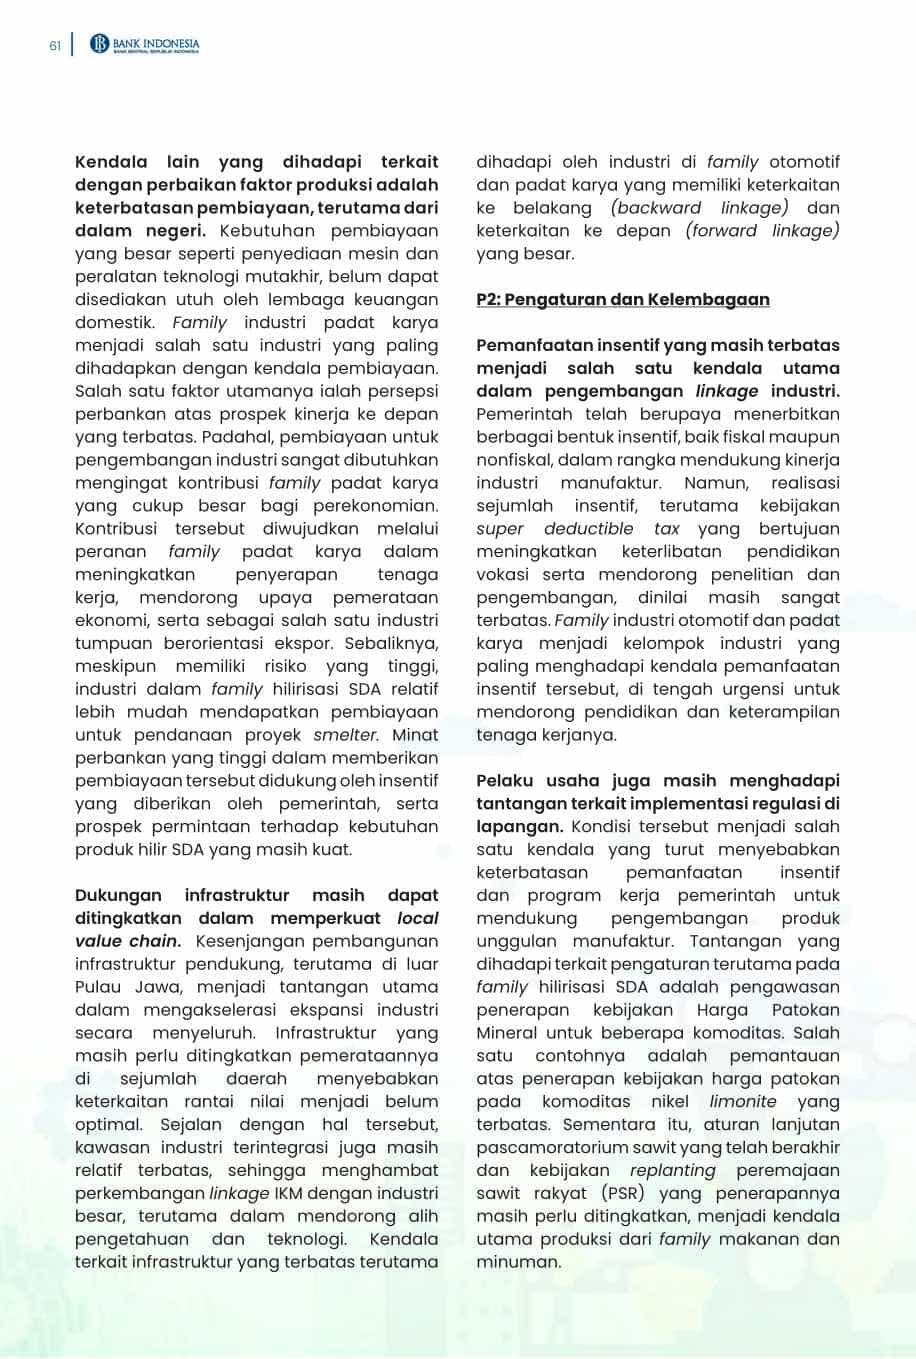 61
BANK INDONESIA
BANK SENTRAL REPUBLIK INDONESIA
Kendala lain yang dihadapi terkait
dengan perbaikan faktor produksi adalah
keterbatasan pembiayaan, terutama dari
dalam negeri. Kebutuhan pembiayaan
yang besar seperti penyediaan mesin dan
peralatan teknologi mutakhir, belum dapat
disediakan utuh oleh lembaga keuangan
domestik. Family industri padat karya
menjadi salah satu industri yang paling
dihadapkan dengan kendala pembiayaan.
Salah satu faktor utamanya ialah persepsi
perbankan atas prospek kinerja ke depan
yang terbatas. Padahal, pembiayaan untuk
pengembangan industri sangat dibutuhkan
mengingat kontribusi family padat karya
yang cukup besar bagi perekonomian.
Kontribusi tersebut diwujudkan melalui
peranan family padat karya dalam
meningkatkan penyerapan tenaga
kerja, mendorong upaya pemerataan
ekonomi, serta sebagai salah satu industri
tumpuan berorientasi ekspor. Sebaliknya,
meskipun memiliki risiko yang tinggi,
industri dalam family hilirisasi SDA relatif
lebih mudah mendapatkan pembiayaan
untuk pendanaan proyek smelter. Minat
perbankan yang tinggi dalam memberikan
pembiayaan tersebut didukung oleh insentif
yang diberikan oleh pemerintah, serta
prospek permintaan terhadap kebutuhan
produk hilir SDA yang masih kuat.
Dukungan infrastruktur masih dapat
ditingkatkan dalam memperkuat local
value chain. Kesenjangan pembangunan
infrastruktur pendukung, terutama di luar
Pulau Jawa, menjadi tantangan utama
dalam mengakselerasi ekspansi industri
secara menyeluruh. Infrastruktur yang
masih perlu ditingkatkan pemerataannya
di sejumlah daerah menyebabkan
keterkaitan rantai nilai menjadi belum
optimal. Sejalan dengan hal tersebut,
kawasan industri terintegrasi juga masih
relatif terbatas, sehingga menghambat
perkembangan linkage IKM dengan industri
besar, terutama dalam mendorong alih
pengetahuan dan teknologi. Kendala
terkait infrastruktur yang terbatas terutama
dihadapi oleh industri di family otomotif
dan padat karya yang memiliki keterkaitan
ke belakang (backward linkage) dan
keterkaitan ke depan (forward linkage)
yang besar.
P2: Pengaturan dan Kelembagaan
Pemanfaatan insentif yang masih terbatas
menjadi salah satu kendala utama
dalam pengembangan linkage industri.
Pemerintah telah berupaya menerbitkan
berbagai bentuk insentif, baik fiskal maupun
nonfiskal, dalam rangka mendukung kinerja
industri manufaktur. Namun, realisasi
sejumlah insentif, terutama kebijakan
super deductible tax yang bertujuan
meningkatkan keterlibatan pendidikan
vokasi serta mendorong penelitian dan
pengembangan, dinilai masih sangat
terbatas. Family industri otomotif dan padat
karya menjadi kelompok industri yang
paling menghadapi kendala pemanfaatan
insentif tersebut, di tengah urgensi untuk
mendorong pendidikan dan keterampilan
tenaga kerjanya.
Pelaku usaha juga masih menghadapi
tantangan terkait implementasi regulasi di
lapangan. Kondisi tersebut menjadi salah
satu kendala yang turut menyebabkan
keterbatasan pemanfaatan insentif
dan program kerja pemerintah untuk
mendukung pengembangan produk
unggulan manufaktur. Tantangan yang
dihadapi terkait pengaturan terutama pada
family hilirisasi SDA adalah pengawasan
penerapan kebijakan Harga Patokan
Mineral untuk beberapa komoditas. Salah
satu contohnya adalah pemantauan
atas penerapan kebijakan harga patokan
pada komoditas nikel limonite yang
terbatas. Sementara itu, aturan lanjutan
pascamoratorium sawit yang telah berakhir
dan kebijakan replanting peremajaan
sawit rakyat (PSR) yang penerapannya
masih perlu ditingkatkan, menjadi kendala
utama produksi dari family makanan dan
minuman.